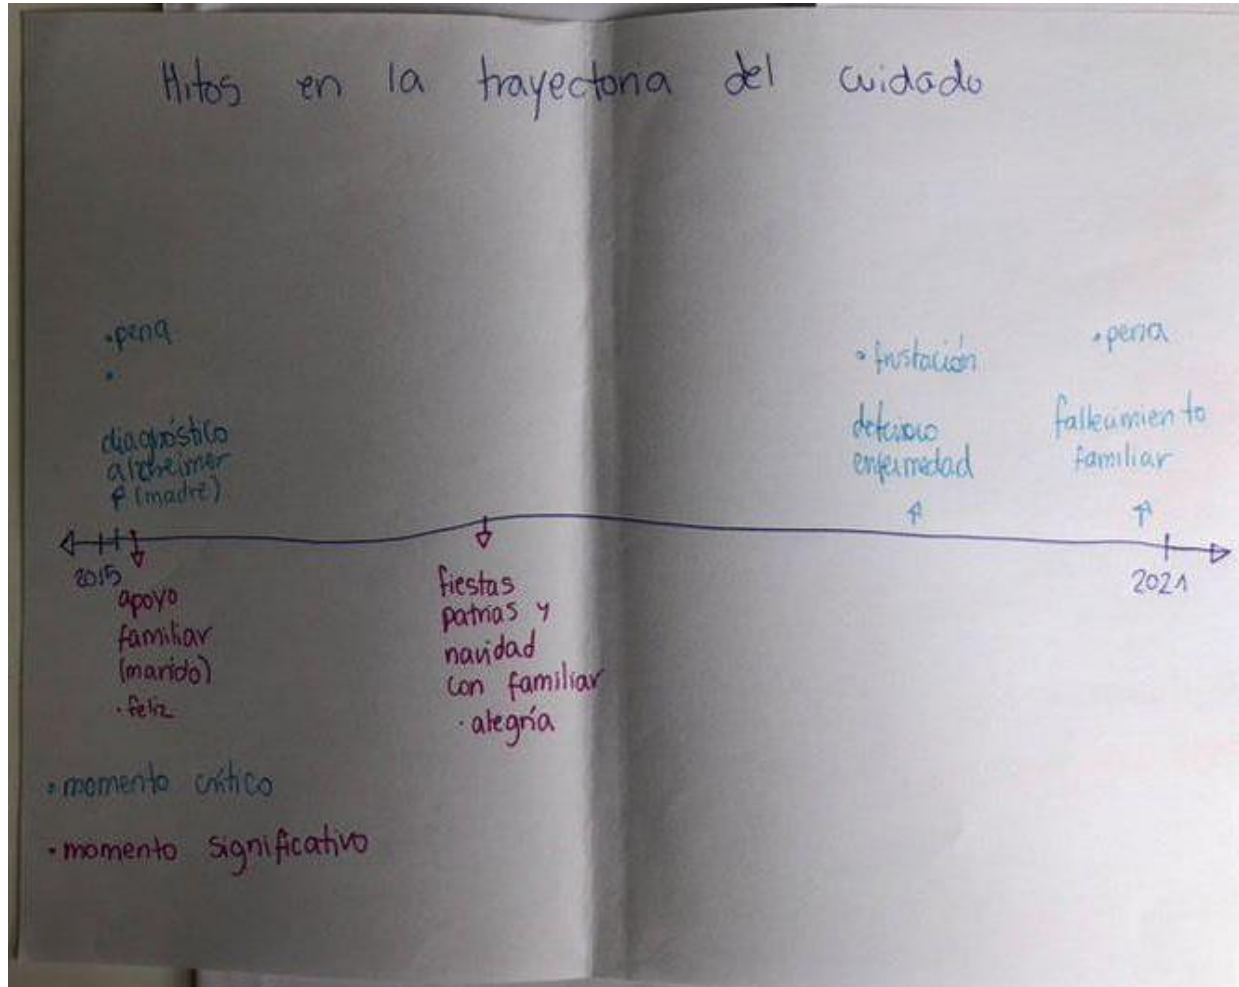 Hitos en la trayectoria del cuidado
•pena
•
diagnóstico
alzheimer
(madre)
• frustación
deterioro
enfermedad
•pena
fallecimiento
familiar
2015
apoyo
familiar
(marido)
•feliz
fiestas
patrias y
navidad
con familiar
•alegría
2021
•momento crítico
•momento significativo